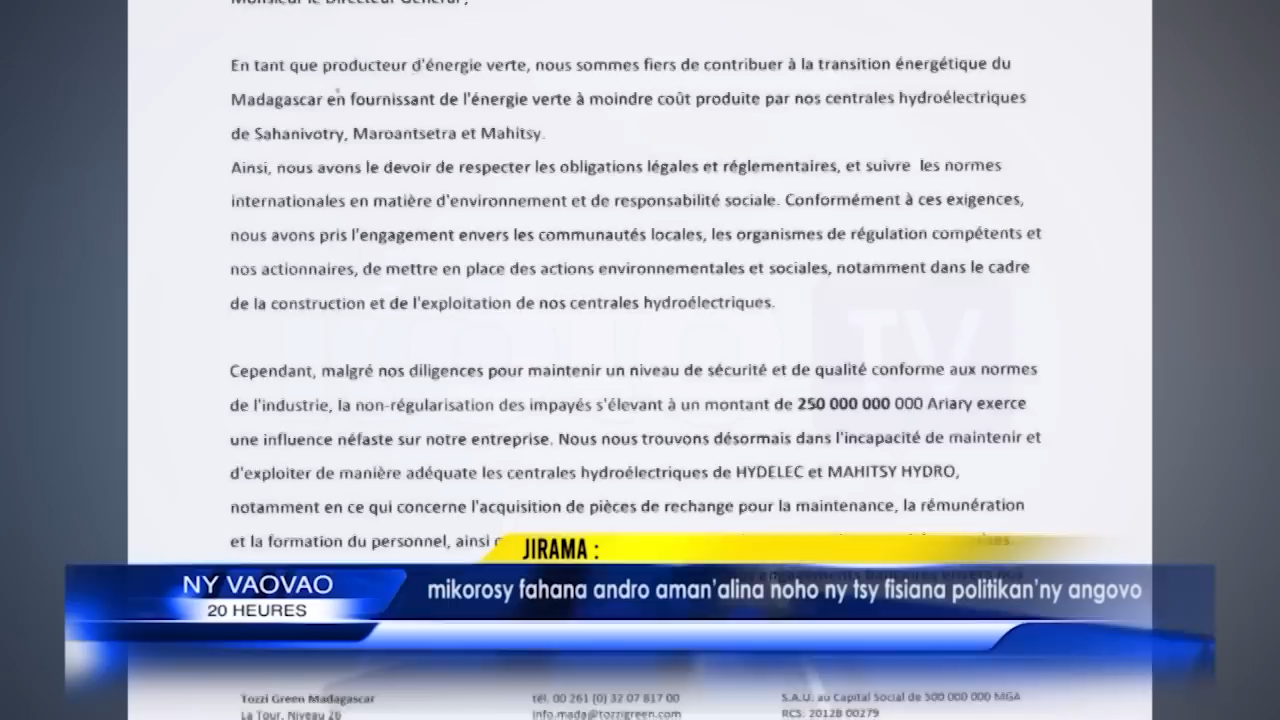 Monsieur le Directeur Général,
En tant que producteur d'énergie verte, nous sommes fiers de contribuer à la transition énergétique du
Madagascar en fournissant de l'énergie verte à moindre coût produite par nos centrales hydroélectriques
de Sahanivotry, Maroantsetra et Mahitsy.
Ainsi, nous avons le devoir de respecter les obligations légales et réglementaires, et suivre les normes
internationales en matière d'environnement et de responsabilité sociale. Conformément à ces exigences,
nous avons pris l'engagement envers les communautés locales, les organismes de régulation compétents et
nos actionnaires, de mettre en place des actions environnementales et sociales, notamment dans le cadre
de la construction et de l'exploitation de nos centrales hydroélectriques.
TV
Cependant, malgré nos diligences pour maintenir un niveau de sécurité et de qualité conforme aux normes
de l'industrie, la non-régularisation des impayés s'élevant à un montant de 250 000 000 000 Ariary exerce
une influence néfaste sur notre entreprise. Nous nous trouvons désormais dans l'incapacité de maintenir et
d'exploiter de manière adéquate les centrales hydroélectriques de HYDELEC et MAHITSY HYDRO,
notamment en ce qui concerne l'acquisition de pièces de rechange pour la maintenance, la rémunération
et la formation du personnel, ainsi
JIRAMA :
NY VAOVAO
20 HEURES
mikorosy fahana andro aman'alina noho ny tsy fisiana politikan'ny angovo
Tozzi Green Madagascar
La Tour, Niveau 26
tél. 00 261 (0) 32 07 817 00
info.mada@tozzigreen.com
S.A.U. au Capital Social de 500 000 000 MGA
RCS: 2012B 00279